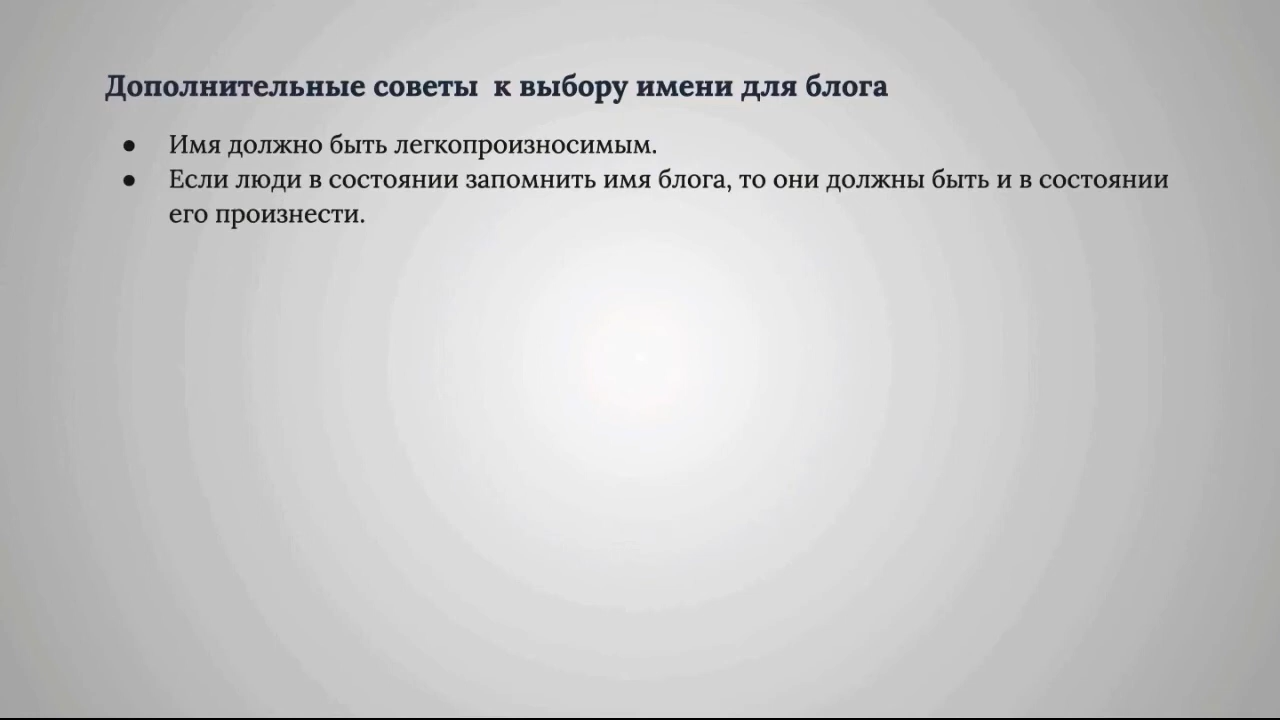 Дополнительные советы  к выбору имени для блога
● Имя должно быть легкопроизносимым.
● Если люди в состоянии запомнить имя блога, то они должны быть и в состоянии
его произнести.